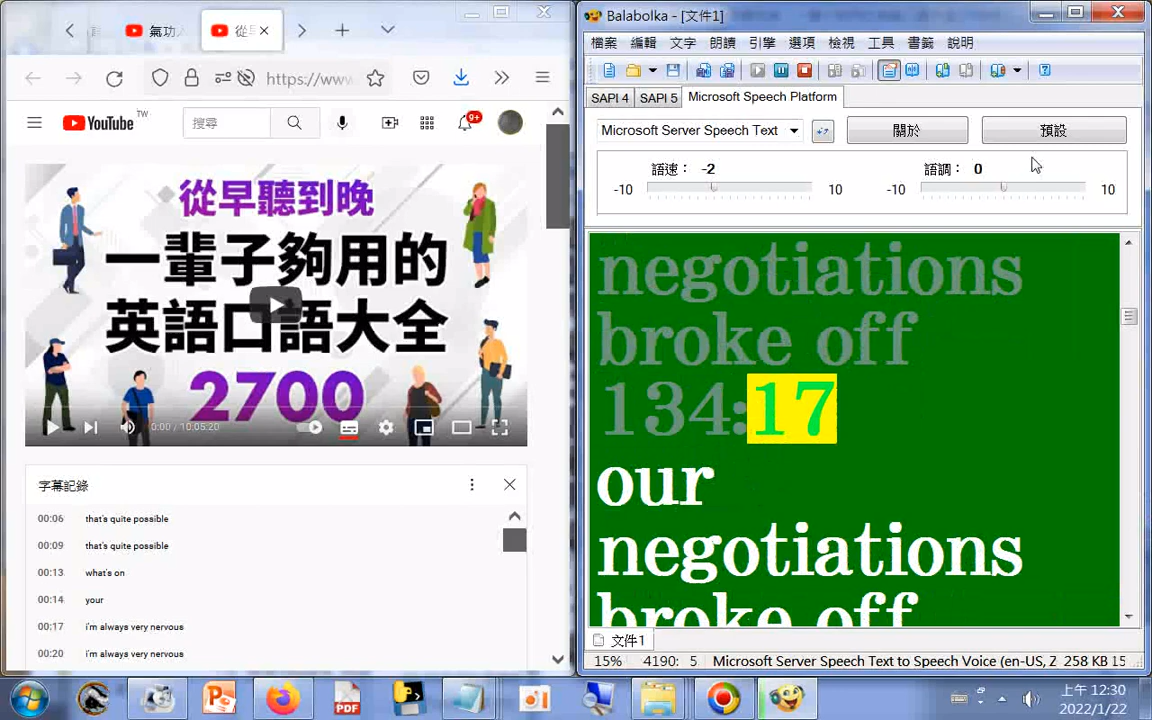 氣功
從
https://www
YouTube TW
搜尋
9+
從早聽到晚
一輩子夠用的
英語口語大全
2700
0:00 / 10:05:20
字幕記錄
00:06 that's quite possible
00:09 that's quite possible
00:13 what's on
00:14 your
00:17 i'm always very nervous
00:20 i'm always very nervous
Balabolka - [文件1]
檔案 編輯 文字 朗讀 引擎 選項 檢視 工具 書籤 說明
SAPI 4 SAPI 5 Microsoft Speech Platform
Microsoft Server Speech Text 關於 預設
語速： -2 語調： 0
-10 10 -10 10
negotiations
broke off
134:17
our
negotiations
broke off
文件1
15% 4190: 5 Microsoft Server Speech Text to Speech Voice (en-US, Z 258 KB 15
PDF
上午 12:30
2022/1/22